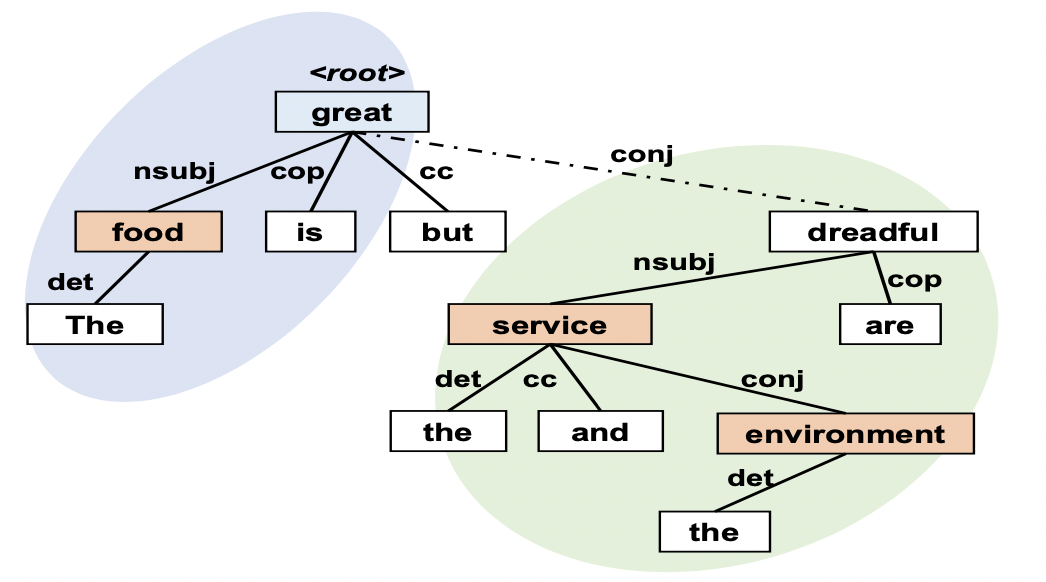 <root>
great
nsubj cop cc conj
food is but dreadful
det nsubj cop
The service are
det cc conj
the and environment
det
the